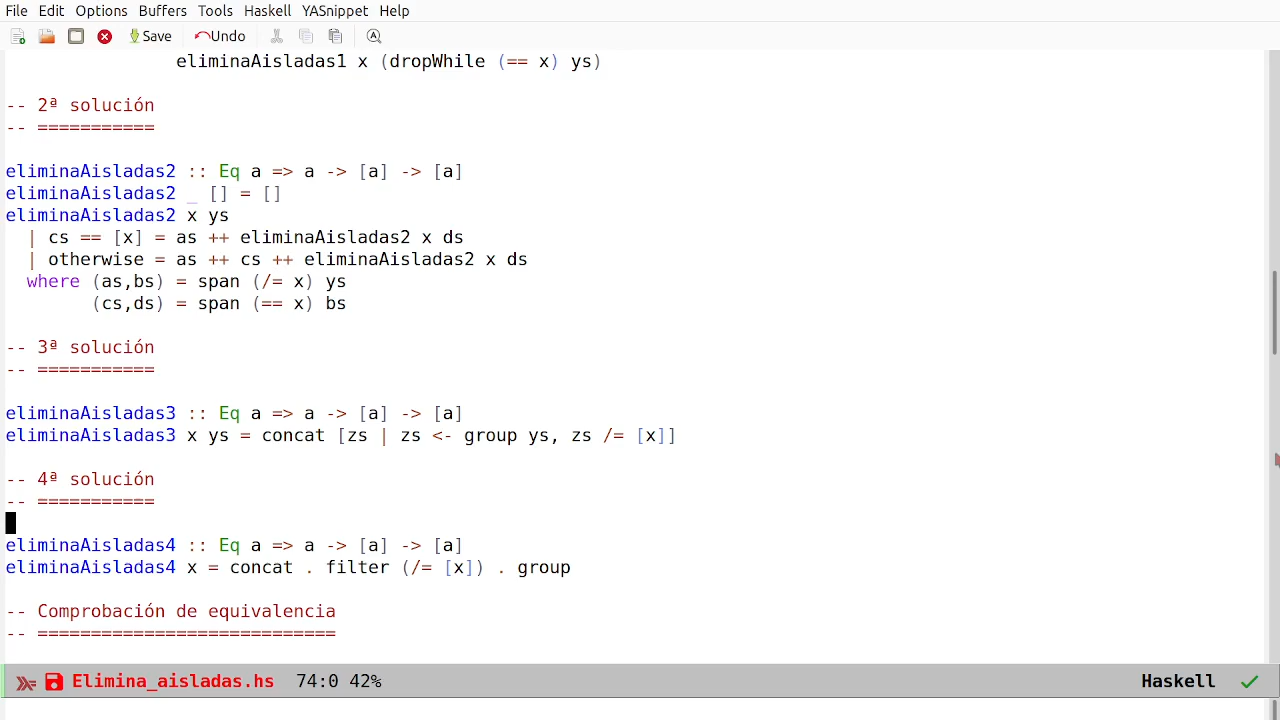 File Edit Options Buffers Tools Haskell YASnippet Help
Save Undo
eliminaAisladas1 x (dropWhile (== x) ys)
-- 2ª solución
-- ===========
eliminaAisladas2 :: Eq a => a -> [a] -> [a]
eliminaAisladas2 _ [] = []
eliminaAisladas2 x ys
| cs == [x] = as ++ eliminaAisladas2 x ds
| otherwise = as ++ cs ++ eliminaAisladas2 x ds
where (as,bs) = span (/= x) ys
(cs,ds) = span (== x) bs
-- 3ª solución
-- ===========
eliminaAisladas3 :: Eq a => a -> [a] -> [a]
eliminaAisladas3 x ys = concat [zs | zs <- group ys, zs /= [x]]
-- 4ª solución
-- ===========
eliminaAisladas4 :: Eq a => a -> [a] -> [a]
eliminaAisladas4 x = concat . filter (/= [x]) . group
-- Comprobación de equivalencia
-- ============================
Elimina_aisladas.hs 74:0 42% Haskell